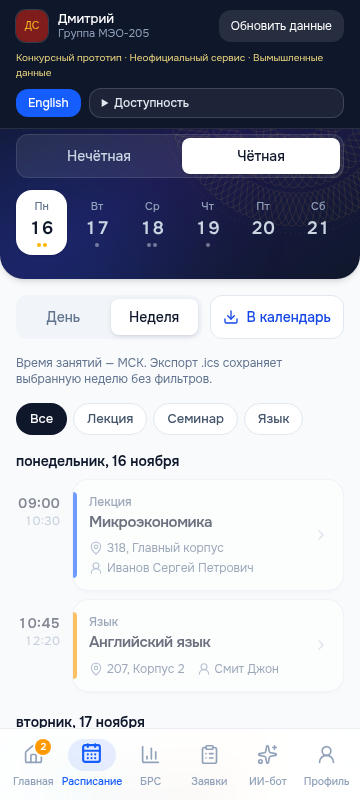 ДС
Дмитрий
Группа МЭО-205
Обновить данные
Конкурсный прототип · Неофициальный сервис · Вымышленные
данные
English
▶ Доступность
Нечётная
Чётная
Пн
Вт
Ср
Чт
Пт
Сб
16
17
18
19
20
21
День
Неделя
В календарь
Время занятий — МСК. Экспорт .ics сохраняет
выбранную неделю без фильтров.
Все
Лекция
Семинар
Язык
понедельник, 16 ноября
09:00
10:30
Лекция
Микроэкономика
318, Главный корпус
Иванов Сергей Петрович
10:45
12:20
Язык
Английский язык
207, Корпус 2
Смит Джон
вторник, 17 ноября
2
Главная
Расписание
БРС
Заявки
ИИ-бот
Профиль